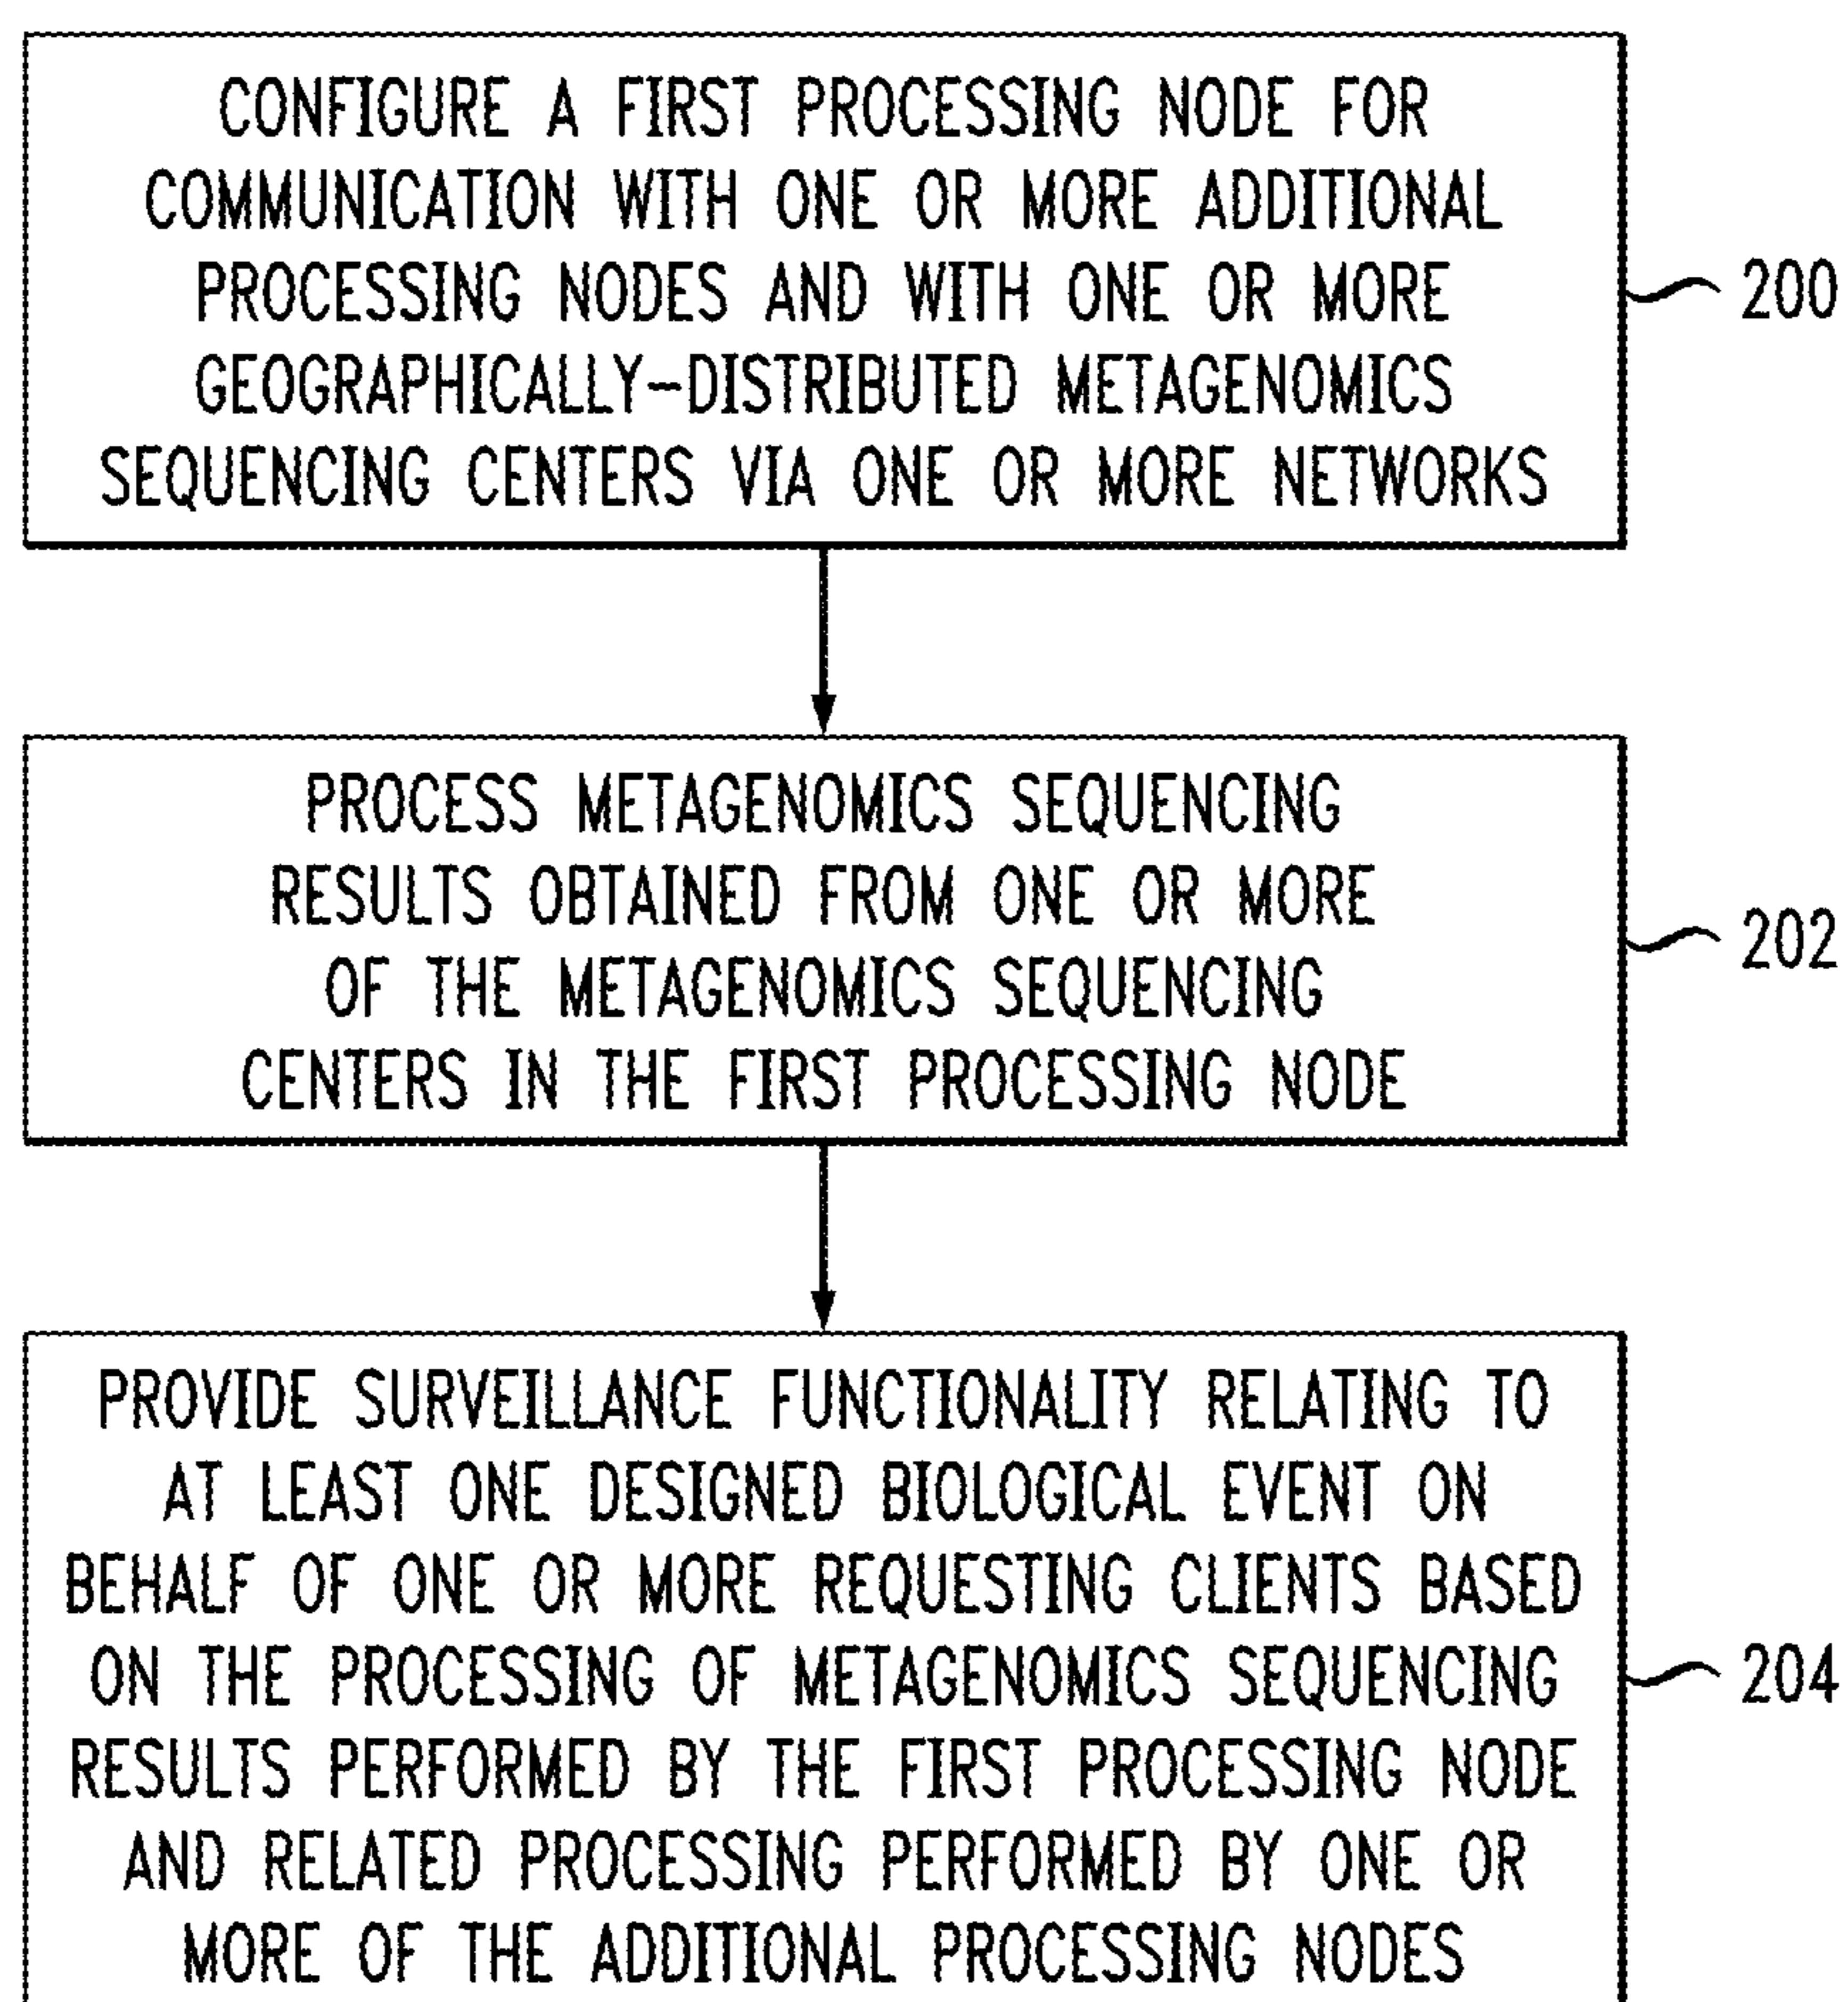 CONFIGURE A FIRST PROCESSING NODE FOR
COMMUNICATION WITH ONE OR MORE ADDITIONAL
PROCESSING NODES AND WITH ONE OR MORE
GEOGRAPHICALLY-DISTRIBUTED METAGENOMICS
SEQUENCING CENTERS VIA ONE OR MORE NETWORKS
200
PROCESS METAGENOMICS SEQUENCING
RESULTS OBTAINED FROM ONE OR MORE
OF THE METAGENOMICS SEQUENCING
CENTERS IN THE FIRST PROCESSING NODE
202
PROVIDE SURVEILLANCE FUNCTIONALITY RELATING TO
AT LEAST ONE DESIGNED BIOLOGICAL EVENT ON
BEHALF OF ONE OR MORE REQUESTING CLIENTS BASED
ON THE PROCESSING OF METAGENOMICS SEQUENCING
RESULTS PERFORMED BY THE FIRST PROCESSING NODE
AND RELATED PROCESSING PERFORMED BY ONE OR
MORE OF THE ADDITIONAL PROCESSING NODES
204